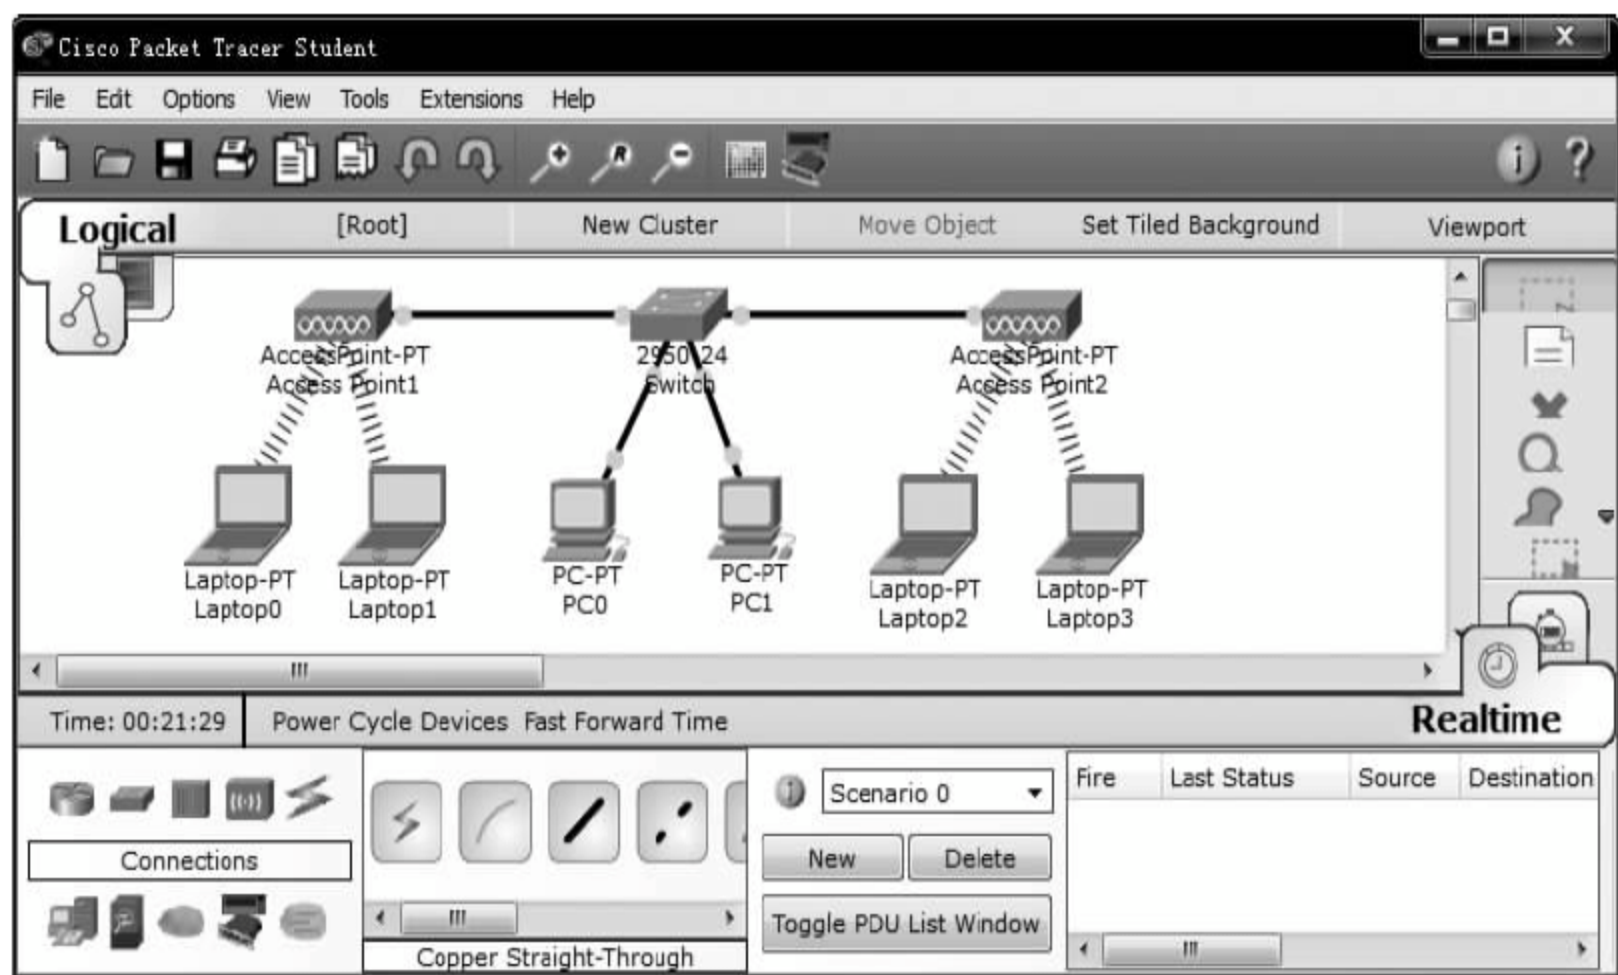 Cisco Packet Tracer Student
File Edit Options View Tools Extensions Help
Logical [Root] New Cluster Move Object Set Tiled Background Viewport
AccessPoint-PT
Access Point1
2950-24
Switch
AccessPoint-PT
Access Point2
Laptop-PT
Laptop0
Laptop-PT
Laptop1
PC-PT
PC0
PC-PT
PC1
Laptop-PT
Laptop2
Laptop-PT
Laptop3
Time: 00:21:29 Power Cycle Devices Fast Forward Time Realtime
Connections
Copper Straight-Through
Scenario 0
New Delete
Toggle PDU List Window
Fire Last Status Source Destination